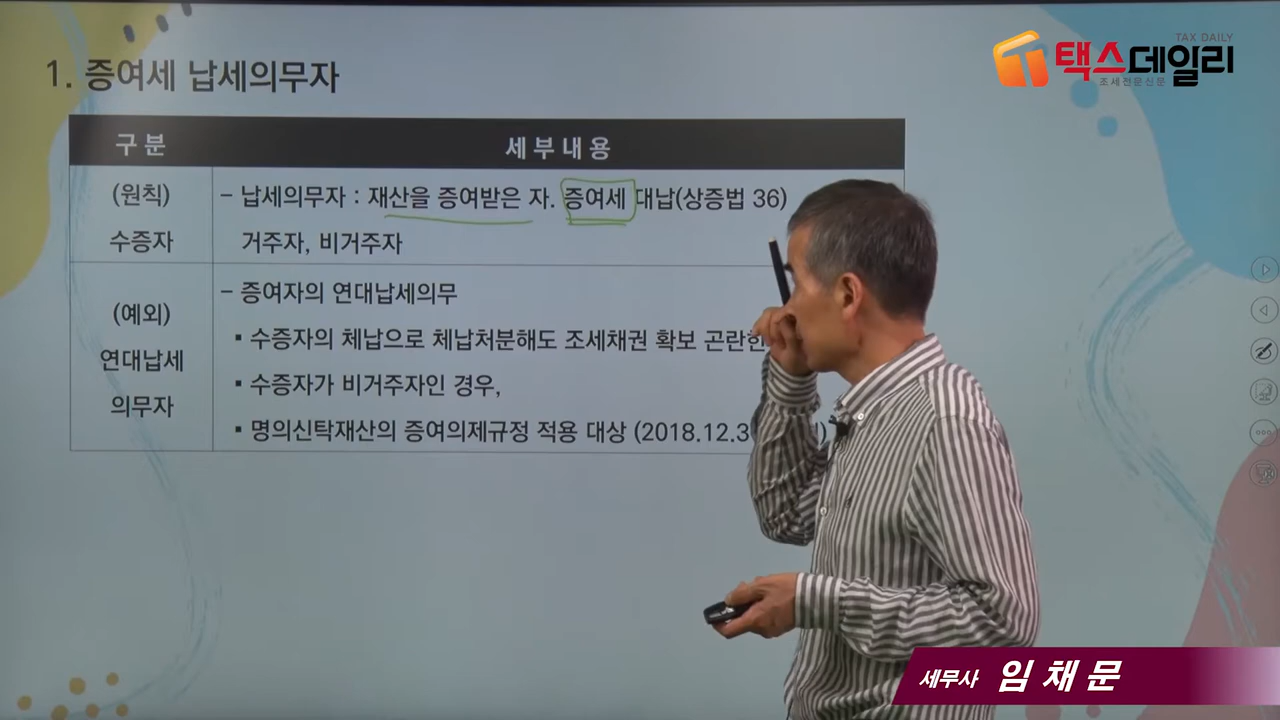 TAX DAILY
택스데일리
조세전문신문
1. 증여세 납세의무자
구 분
세 부 내 용
(원칙)
수증자
– 납세의무자 : 재산을 증여받은 자. 증여세 대납(상증법 36)
거주자, 비거주자
(예외)
연대납세
의무자
– 증여자의 연대납세의무
▪ 수증자의 체납으로 체납처분해도 조세채권 확보 곤란한
▪ 수증자가 비거주자인 경우,
▪ 명의신탁재산의 증여의제규정 적용 대상 (2018.12.3
세무사 임 채 문